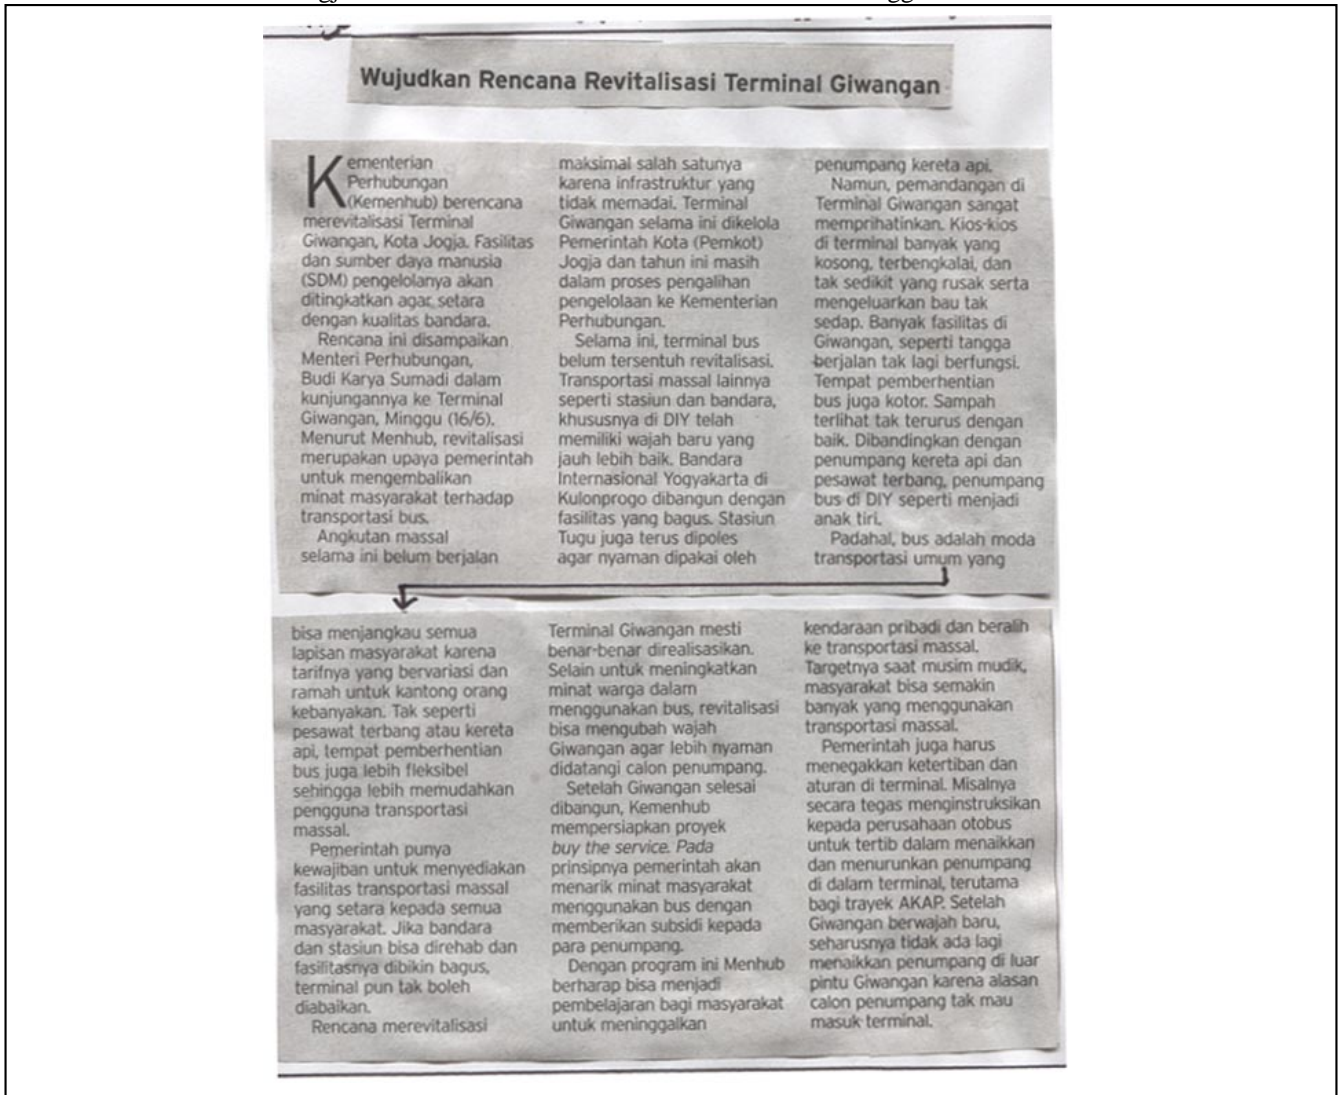 Wujudkan Rencana Revitalisasi Terminal Giwangan
Kementerian
Perhubungan
(Kemenhub) berencana
merevitalisasi Terminal
Giwangan, Kota Jogja. Fasilitas
dan sumber daya manusia
(SDM) pengelolanya akan
ditingkatkan agar setara
dengan kualitas bandara.
Rencana ini disampaikan
Menteri Perhubungan,
Budi Karya Sumadi dalam
kunjungannya ke Terminal
Giwangan, Minggu (16/6).
Menurut Menhub, revitalisasi
merupakan upaya pemerintah
untuk mengembalikan
minat masyarakat terhadap
transportasi bus.
Angkutan massal
selama ini belum berjalan
maksimal salah satunya
karena infrastruktur yang
tidak memadai. Terminal
Giwangan selama ini dikelola
Pemerintah Kota (Pemkot)
Jogja dan tahun ini masih
dalam proses pengalihan
pengelolaan ke Kementerian
Perhubungan.
Selama ini, terminal bus
belum tersentuh revitalisasi.
Transportasi massal lainnya
seperti stasiun dan bandara,
khususnya di DIY telah
memiliki wajah baru yang
jauh lebih baik. Bandara
Internasional Yogyakarta di
Kulonprogo dibangun dengan
fasilitas yang bagus. Stasiun
Tugu juga terus dipoles
agar nyaman dipakai oleh
penumpang kereta api.
Namun, pemandangan di
Terminal Giwangan sangat
memprihatinkan. Kios-kios
di terminal banyak yang
kosong, terbengkalai, dan
tak sedikit yang rusak serta
mengeluarkan bau tak
sedap. Banyak fasilitas di
Giwangan, seperti tangga
berjalan tak lagi berfungsi.
Tempat pemberhentian
bus juga kotor. Sampah
terlihat tak terurus dengan
baik. Dibandingkan dengan
penumpang kereta api dan
pesawat terbang, penumpang
bus di DIY seperti menjadi
anak tiri.
Padahal, bus adalah moda
transportasi umum yang
bisa menjangkau semua
lapisan masyarakat karena
tarifnya yang bervariasi dan
ramah untuk kantong orang
kebanyakan. Tak seperti
pesawat terbang atau kereta
api, tempat pemberhentian
bus juga lebih fleksibel
sehingga lebih memudahkan
pengguna transportasi
massal.
Pemerintah punya
kewajiban untuk menyediakan
fasilitas transportasi massal
yang setara kepada semua
masyarakat. Jika bandara
dan stasiun bisa direhab dan
fasilitasnya dibikin bagus,
terminal pun tak boleh
diabaikan.
Rencana merevitalisasi
Terminal Giwangan mesti
benar-benar direalisasikan.
Selain untuk meningkatkan
minat warga dalam
menggunakan bus, revitalisasi
bisa mengubah wajah
Giwangan agar lebih nyaman
didatangi calon penumpang.
Setelah Giwangan selesai
dibangun, Kemenhub
mempersiapkan proyek
buy the service. Pada
prinsipnya pemerintah akan
menarik minat masyarakat
menggunakan bus dengan
memberikan subsidi kepada
para penumpang.
Dengan program ini Menhub
berharap bisa menjadi
pembelajaran bagi masyarakat
untuk meninggalkan
kendaraan pribadi dan beralih
ke transportasi massal.
Targetnya saat musim mudik,
masyarakat bisa semakin
banyak yang menggunakan
transportasi massal.
Pemerintah juga harus
menegakkan ketertiban dan
aturan di terminal. Misalnya
secara tegas menginstruksikan
kepada perusahaan otobus
untuk tertib dalam menaikkan
dan menurunkan penumpang
di dalam terminal, terutama
bagi trayek AKAP. Setelah
Giwangan berwajah baru,
seharusnya tidak ada lagi
menaikkan penumpang di luar
pintu Giwangan karena alasan
calon penumpang tak mau
masuk terminal.